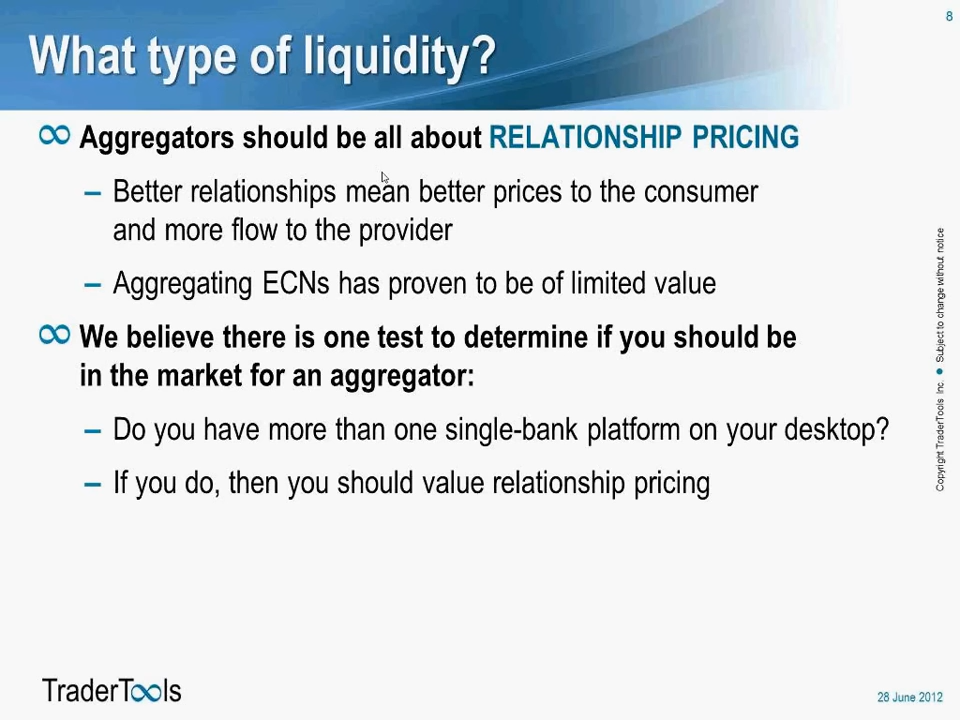 8
What type of liquidity?
∞ Aggregators should be all about RELATIONSHIP PRICING
– Better relationships mean better prices to the consumer
and more flow to the provider
– Aggregating ECNs has proven to be of limited value
∞ We believe there is one test to determine if you should be
in the market for an aggregator:
– Do you have more than one single-bank platform on your desktop?
– If you do, then you should value relationship pricing
Copyright TraderTools Inc. ● Subject to change without notice
TraderTools
28 June 2012